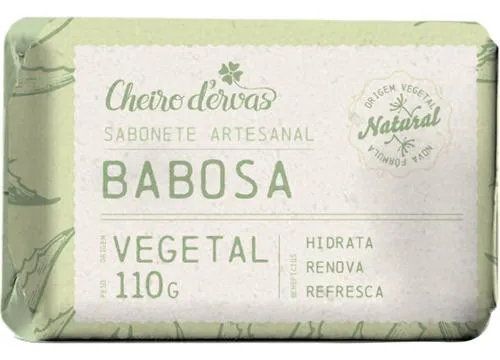 Cheiro d'ervas
SABONETE ARTESANAL
BABOSA
ORIGEM VEGETAL
Natural
NOVA FÓRMULA
ORIGEM
VEGETAL
PESO
110G
BENEFÍCIOS
HIDRATA
RENOVA
REFRESCA